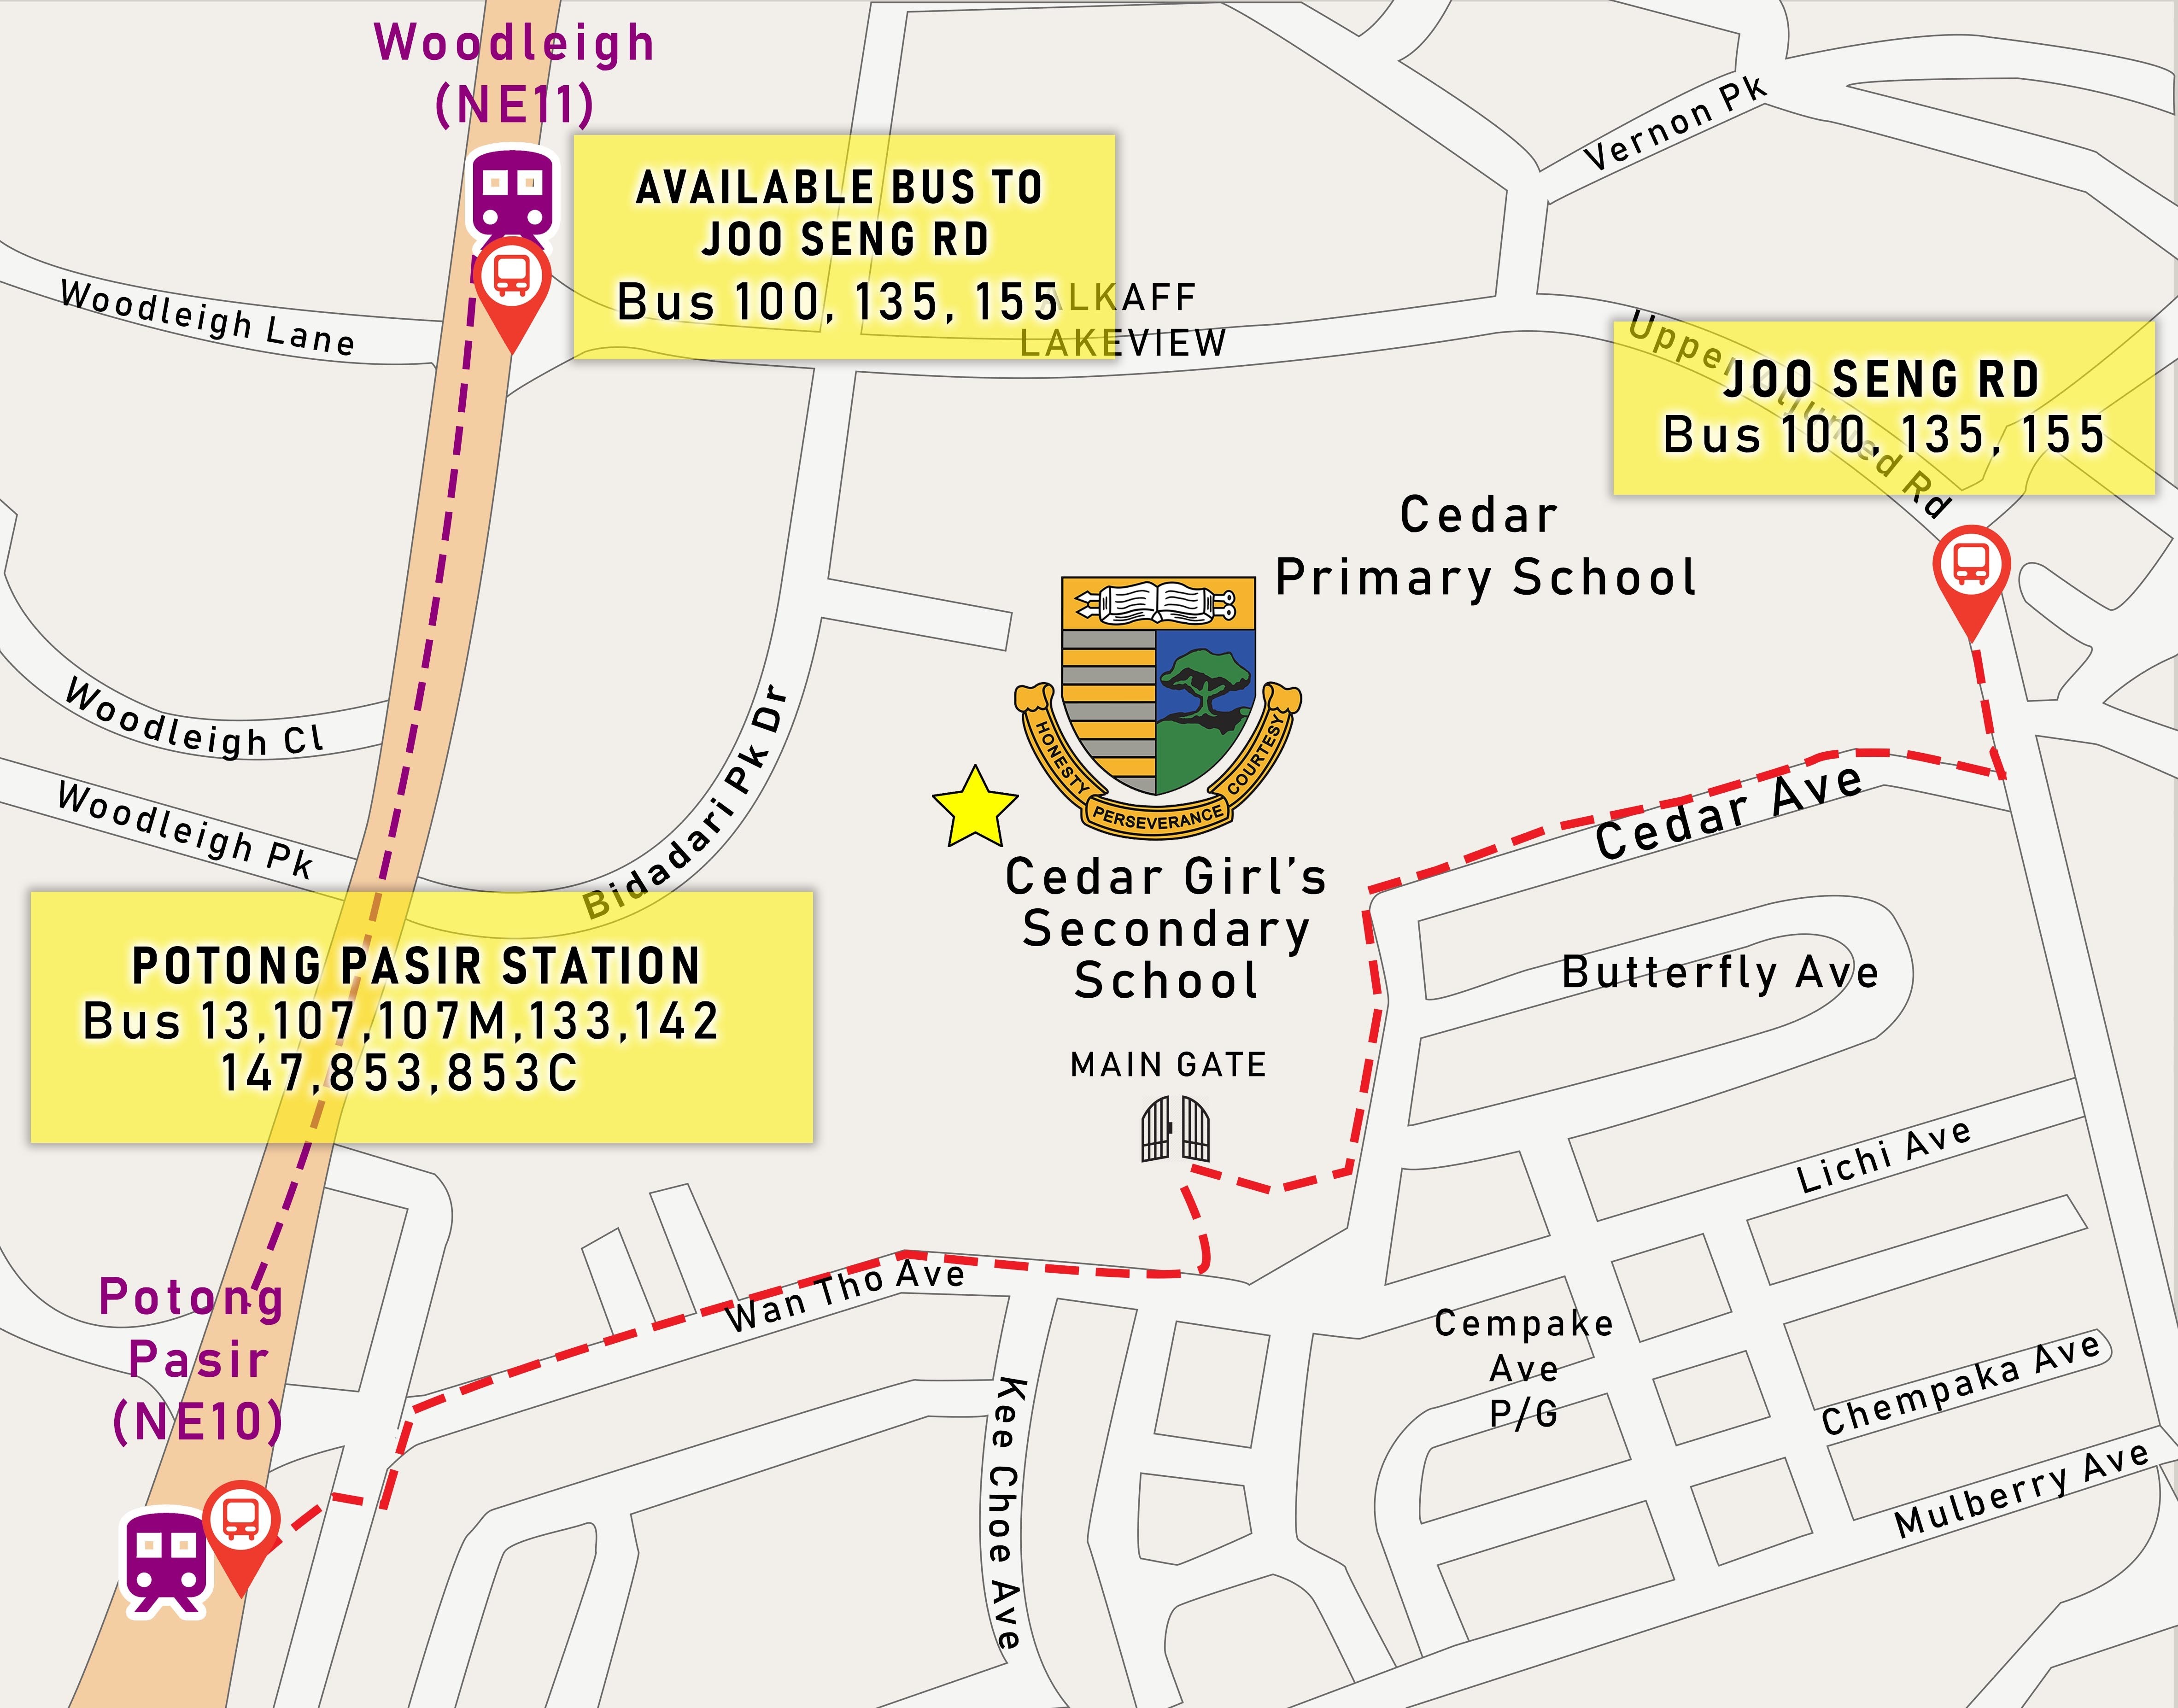 Woodleigh
(NE11)
AVAILABLE BUS TO
JOO SENG RD
Bus 100, 135, 155
ALKAFF
LAKEVIEW
Vernon Pk
Woodleigh Lane
Upper Aljunied Rd
JOO SENG RD
Bus 100, 135, 155
Cedar
Primary School
HONESTY
PERSEVERANCE
COURTESY
Woodleigh Cl
Woodleigh Pk
Bidadari Pk Dr
Cedar Ave
Cedar Girl's
Secondary
School
Butterfly Ave
POTONG PASIR STATION
Bus 13,107,107M,133,142
147,853,853C
MAIN GATE
Lichi Ave
Potong
Pasir
(NE10)
Wan Tho Ave
Kee Choe Ave
Cempake
Ave
P/G
Chempaka Ave
Mulberry Ave